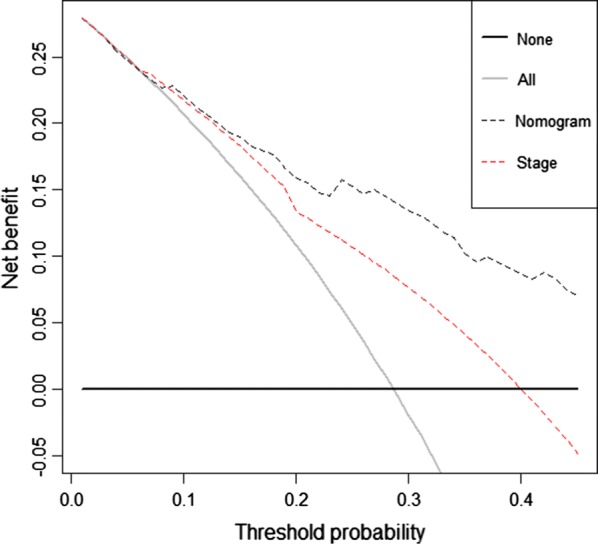 None
All
Nomogram
Stage
Net benefit
0.25
0.20
0.15
0.10
0.05
0.00
-0.05
0.0 0.1 0.2 0.3 0.4
Threshold probability